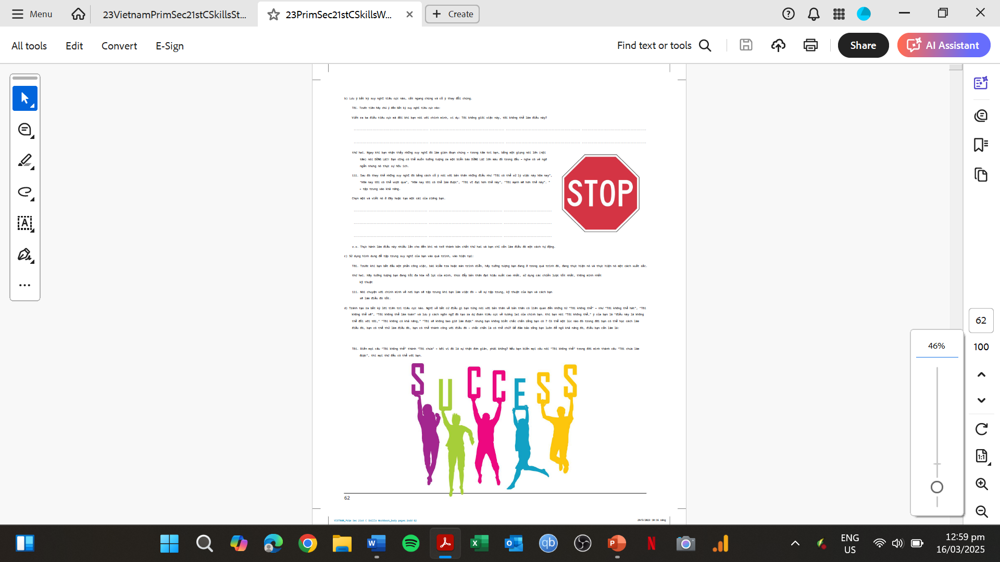 Menu
23VietnamPrimSec21stCSkillsSt...
23PrimSec21stCSkillsW...
Create
All tools
Edit
Convert
E-Sign
Find text or tools
Share
AI Assistant
b) Lưu ý bất kỳ suy nghĩ tiêu cực nào, cắt ngang chúng và cố ý thay đổi chúng.
Tôi. Trước tiên hãy chú ý đến bất kỳ suy nghĩ tiêu cực nào:
Viết ra ba điều tiêu cực mà đôi khi bạn nói với chính mình, ví dụ: Tôi không giỏi việc này, tôi không thể làm điều này?
thứ hai. Ngay khi bạn nhận thấy những suy nghĩ đó làm gián đoạn chúng – trong tâm trí bạn, bằng một giọng nói lớn (nội
tâm) nói DỪNG LẠI! Bạn cũng có thể muốn tưởng tượng ra một biển báo DỪNG LẠI lớn màu đỏ trong đầu – nghe có vẻ ngớ
ngẩn nhưng nó thực sự hữu ích.
iii. Sau đó thay thế những suy nghĩ đó bằng cách cố ý nói với bản thân những điều như "Tôi có thể xử lý việc này hôm nay",
"Hôm nay tôi có thể vượt qua", "Hôm nay tôi có thể làm được", "Tôi vĩ đại hơn thế này", "Tôi mạnh mẽ hơn thế này". "
– tập trung vào khả năng.
Chọn một và viết nó ở đây hoặc tạo một cái của riêng bạn.
STOP
v.v. Thực hành làm điều này nhiều lần cho đến khi nó trở thành bản chất thứ hai và bạn chỉ cần làm điều đó một cách tự động.
c) Sử dụng hình dung để tập trung suy nghĩ của bạn vào quá trình, vào hiện tại:
Tôi. Trước khi bạn bắt đầu một phần công việc, bài kiểm tra hoặc màn trình diễn, hãy tưởng tượng bạn đang ở trong quá trình đó, đang thực hiện nó và thực hiện nó một cách xuất sắc.
thứ hai. Hãy tưởng tượng bạn đang tối đa hóa nỗ lực của mình, thúc đẩy bản thân đạt hiệu suất cao nhất, sử dụng các chiến lược tốt nhất, thông minh nhất
kỹ thuật
iii. Nói chuyện với chính mình về nơi bạn sẽ tập trung khi bạn làm việc đó – về sự tập trung, kỹ thuật của bạn và cách bạn
sẽ làm điều đó tốt.
d) Tránh tạo ra bất kỳ lời tiên tri tiêu cực nào. Nghĩ về bất cứ điều gì bạn từng nói với bản thân về bản thân có liên quan đến những từ "Tôi không thể" – như "Tôi không thể hát", "Tôi
không thể vẽ", "Tôi không thể làm toán" và lưu ý cách ngôn ngữ đó tạo ra dự đoán tiêu cực về tương lai của chính bạn. Khi bạn nói "Tôi không thể," ý của bạn là "điều này là không
thể đối với tôi," "Tôi không có khả năng," "Tôi sẽ không bao giờ làm được" nhưng bạn không biết chắc chắn rằng bạn có ? Có thể một lúc nào đó trong đời bạn có thể học cách làm
điều đó, bạn có thể thử làm điều đó, bạn có thể thành công với điều đó – chắc chắn là có thể chứ? Để đảm bảo rằng bạn luôn để ngỏ khả năng đó, điều bạn cần làm là:
Tôi. Biến mọi câu "Tôi không thể" thành "Tôi chưa" – bởi vì đó là sự thật đơn giản, phải không? Nếu bạn biến mọi câu nói "Tôi không thể" trong đời mình thành câu "Tôi chưa làm
được", thì mọi thứ đều có thể với bạn.
SUCCESS
62
VIETNAM_Prim Sec 21st C Skills Workbook_body pages.indd 62
29/5/2023 10:16 sáng
62
100
46%
ENG
US
12:59 pm
16/03/2025